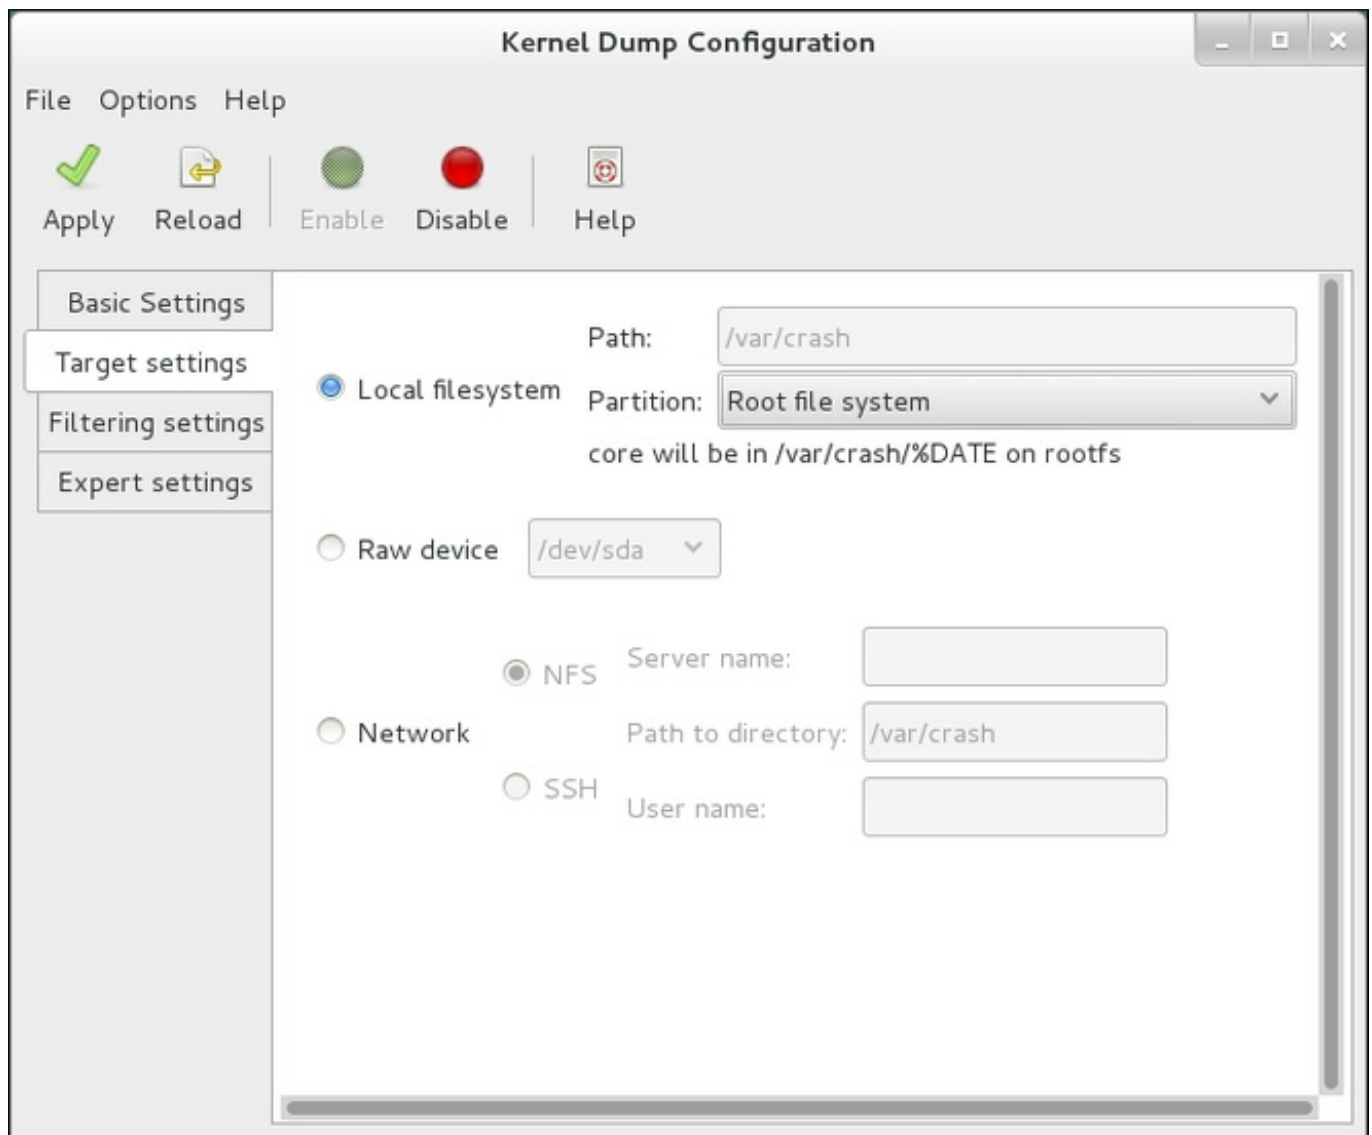 Kernel Dump Configuration
File Options Help
Apply Reload Enable Disable Help
Basic Settings
Target settings
Filtering settings
Expert settings
Path: /var/crash
Local filesystem
Partition: Root file system
core will be in /var/crash/%DATE on rootfs
Raw device /dev/sda
Network
NFS
SSH
Server name:
Path to directory: /var/crash
User name: